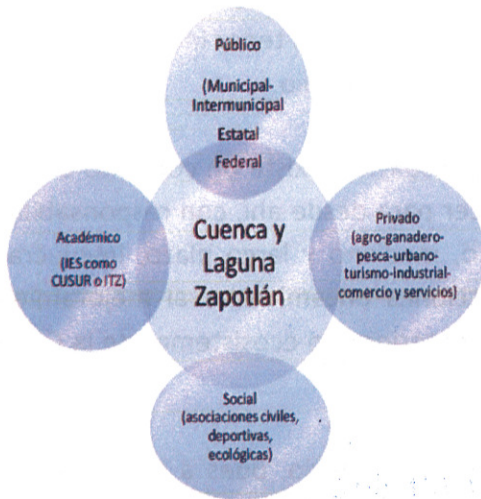 Público
(Municipal-
Intermunicipal
Estatal
Federal
Académico
(IES como
CUSUR o ITZ)
Cuenca y
Laguna
Zapotlán
Privado
(agro-ganadero-
pesca-urbano-
turismo-industrial-
comercio y servicios)
Social
(asociaciones civiles,
deportivas,
ecológicas)